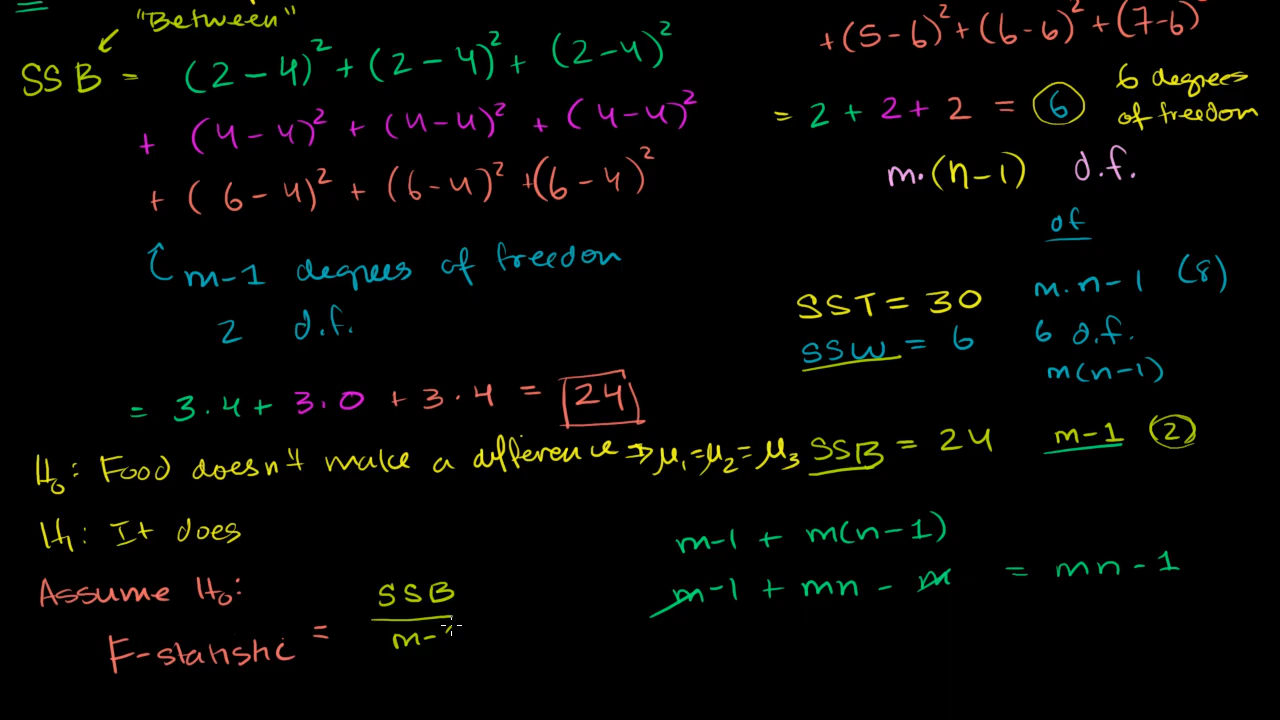 "Between"
SSB = (2-4)² + (2-4)² + (2-4)²
+ (4-4)² + (4-4)² + (4-4)²
+ (6-4)² + (6-4)² + (6-4)²
m-1 degrees of freedom
2 d.f.
= 3.4 + 3.0 + 3.4 = 24
+(5-6)² + (6-6)² + (7-6)²
= 2 + 2 + 2 = 6
6 degrees
of freedom
m.(n-1) d.f.
df
SST = 30 m.n-1 (8)
SSW = 6 6 d.f.
m(n-1)
SSB = 24 m-1 (2)
H₀: Food doesn't make a difference ⇒ μ₁=μ₂=μ₃
H₁: It does
Assume H₀:
F-statistic = SSB
m-
m-1 + m(n-1)
m-1 + mn - m = mn-1